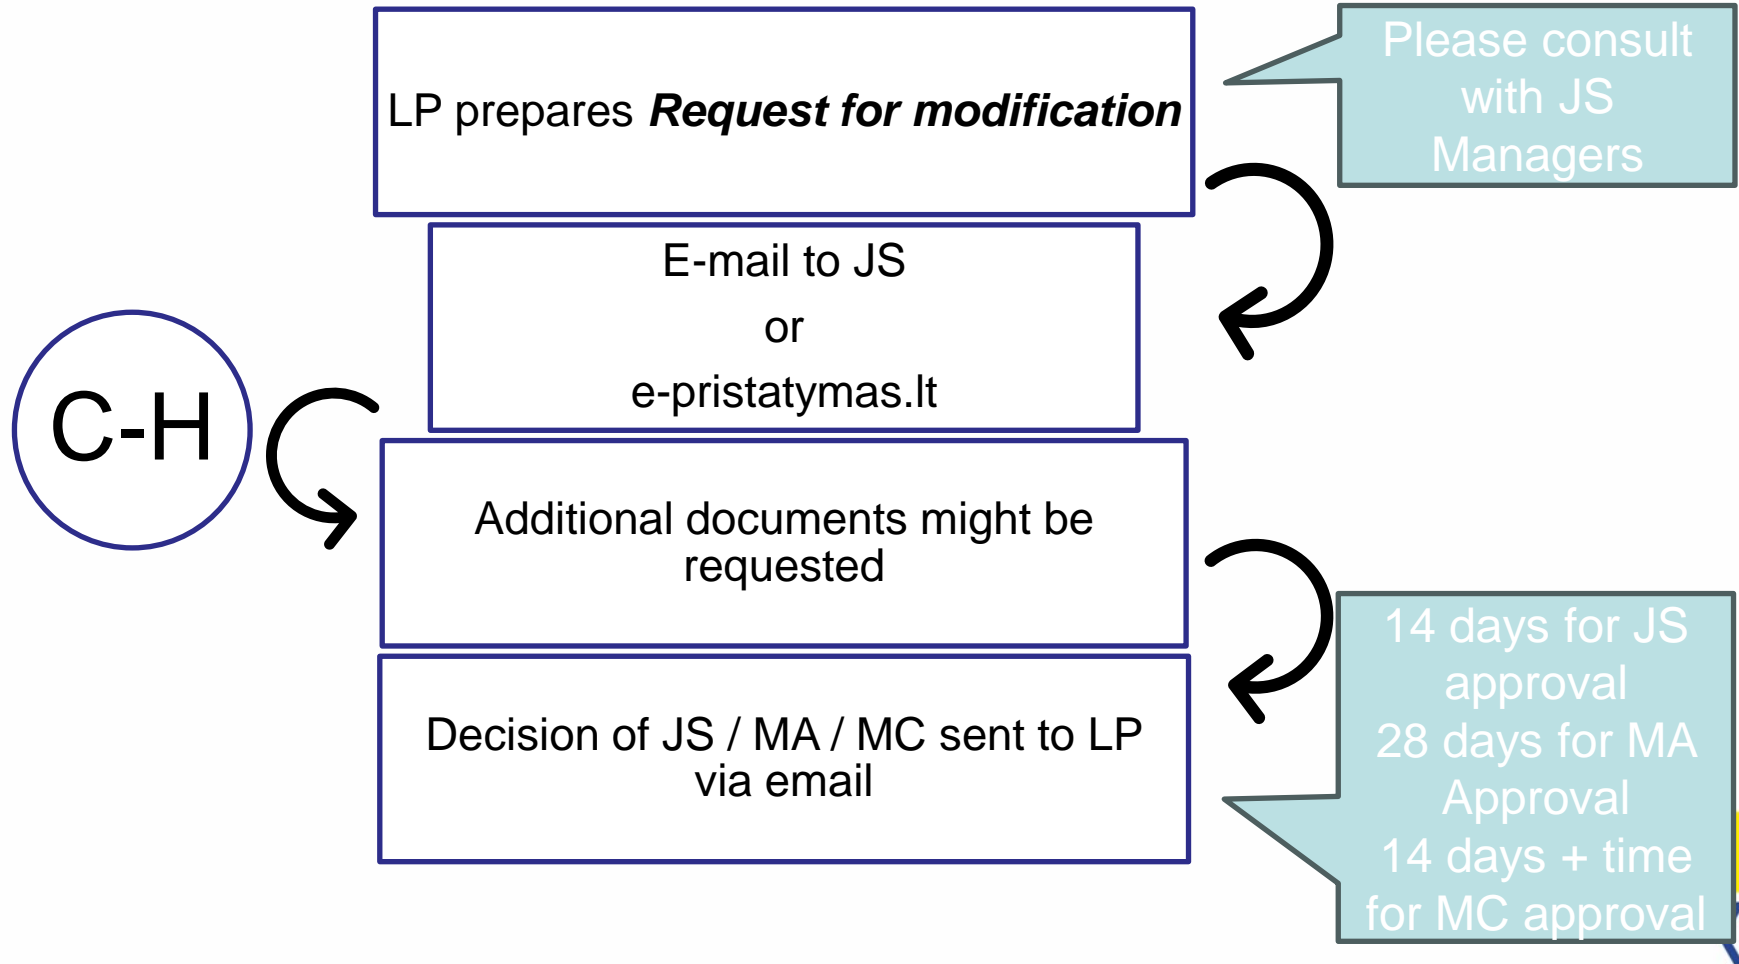 LP prepares Request for modification
Please consult
with JS
Managers
E-mail to JS
or
e-pristatymas.lt
C-H
Additional documents might be
requested
Decision of JS / MA / MC sent to LP
via email
14 days for JS
approval
28 days for MA
Approval
14 days + time
for MC approval